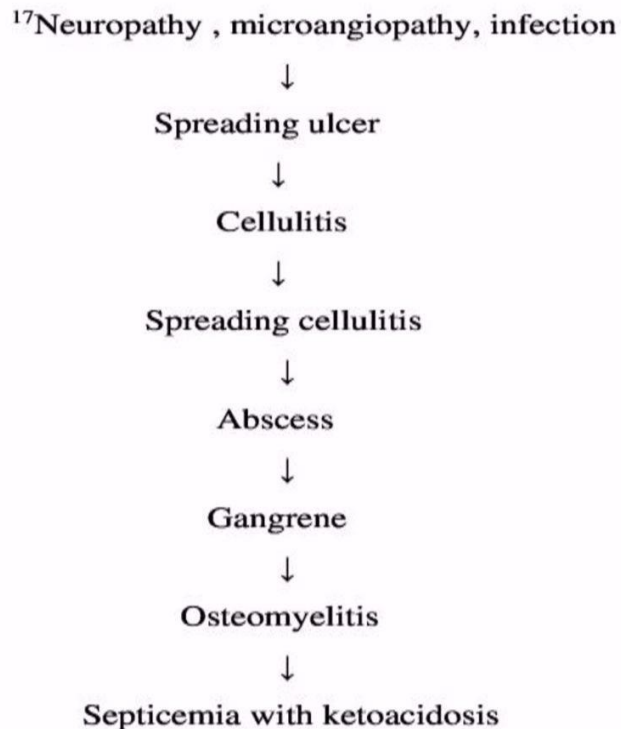 17Neuropathy , microangiopathy, infection
↓
Spreading ulcer
↓
Cellulitis
↓
Spreading cellulitis
↓
Abscess
↓
Gangrene
↓
Osteomyelitis
↓
Septicemia with ketoacidosis